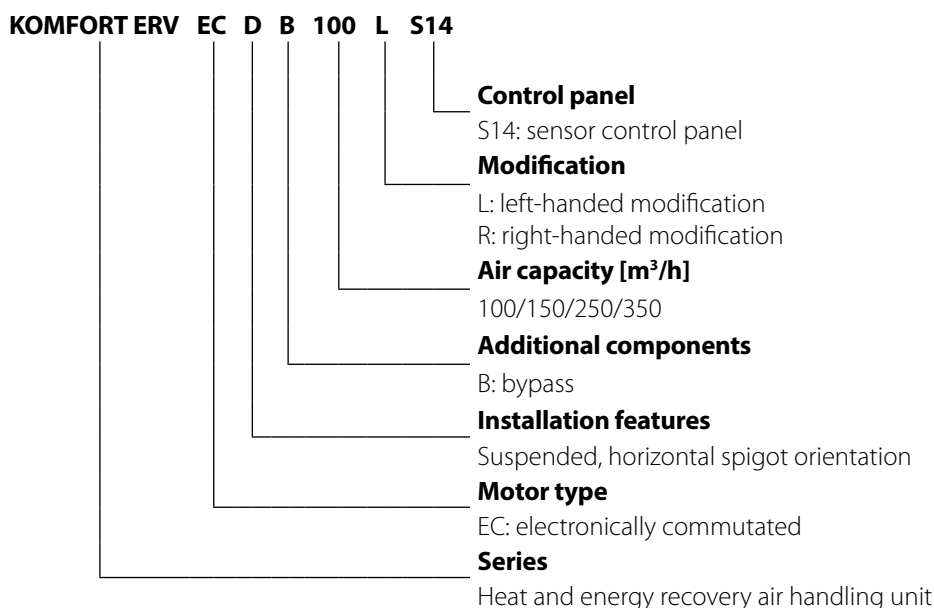 KOMFORT ERV EC D B 100 L S14
Control panel
S14: sensor control panel
Modification
L: left-handed modification
R: right-handed modification
Air capacity [m³/h]
100/150/250/350
Additional components
B: bypass
Installation features
Suspended, horizontal spigot orientation
Motor type
EC: electronically commutated
Series
Heat and energy recovery air handling unit